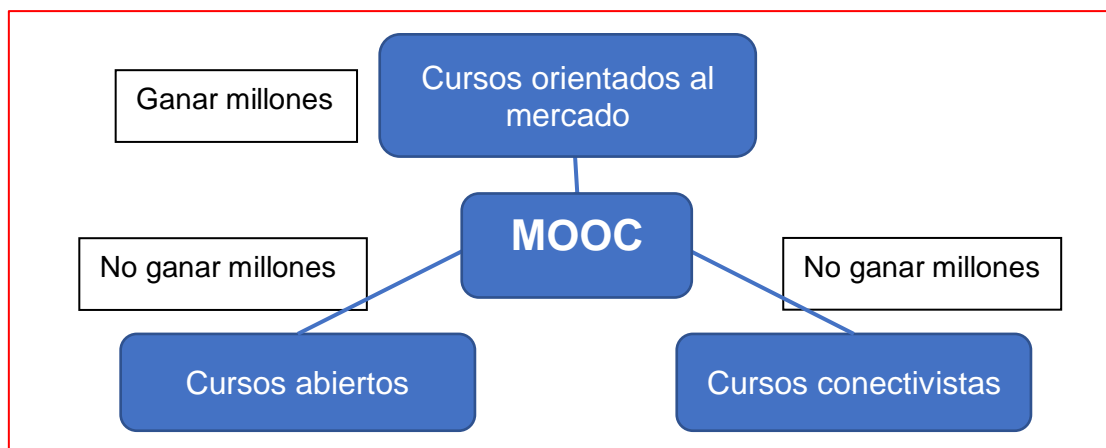 Ganar millones
Cursos orientados al
mercado
MOOC
No ganar millones
No ganar millones
Cursos abiertos
Cursos conectivistas